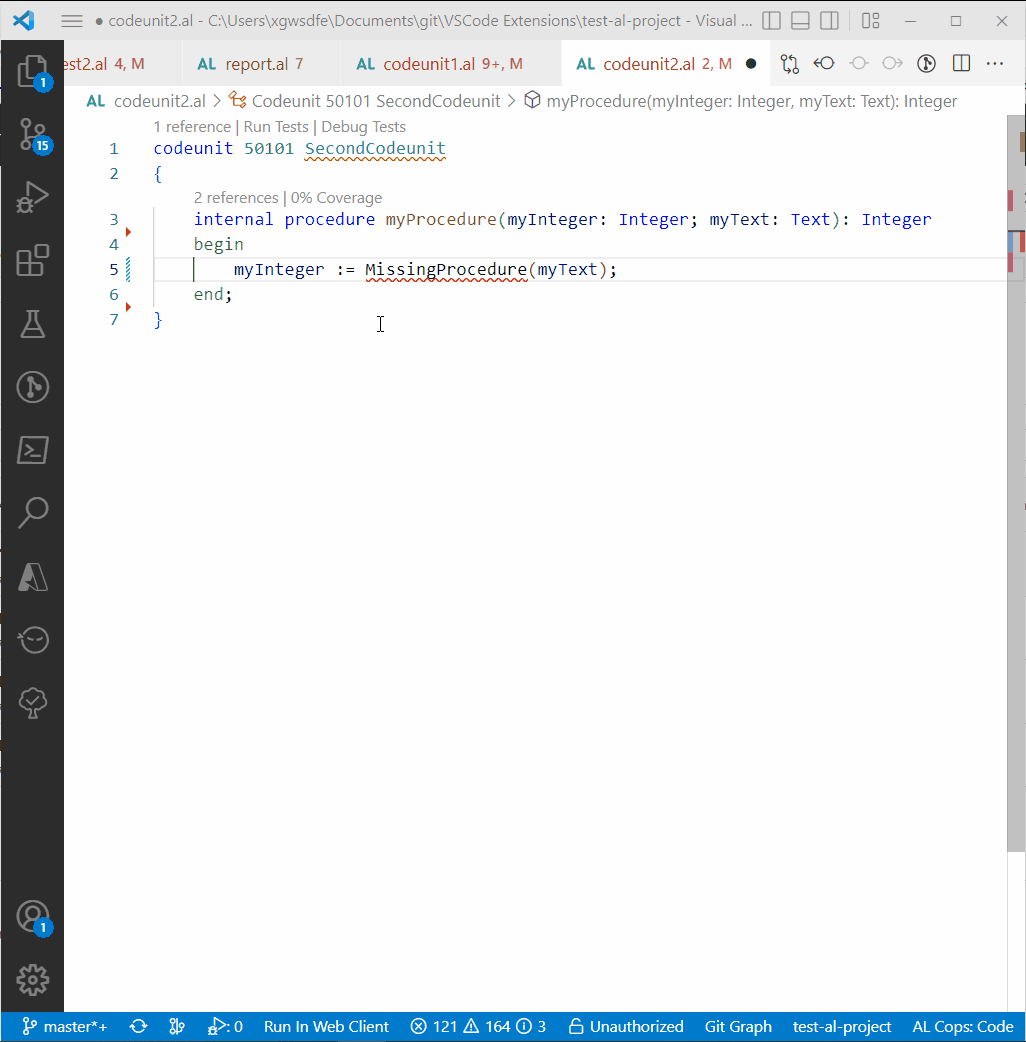 codeunit2.al - C:\Users\xgwsdfe\Documents\git\VSCode Extensions\test-al-project - Visual ...
est2.al 4, M AL report.al 7 AL codeunit1.al 9+, M AL codeunit2.al 2, M
AL codeunit2.al > Codeunit 50101 SecondCodeunit > myProcedure(myInteger: Integer, myText: Text): Integer
1 reference | Run Tests | Debug Tests
1 codeunit 50101 SecondCodeunit
2 {
2 references | 0% Coverage
3 internal procedure myProcedure(myInteger: Integer; myText: Text): Integer
4 begin
5 myInteger := MissingProcedure(myText);
6 end;
7 }
1
15
1
master*+ 0 Run In Web Client 121 164 3 Unauthorized Git Graph test-al-project AL Cops: Code